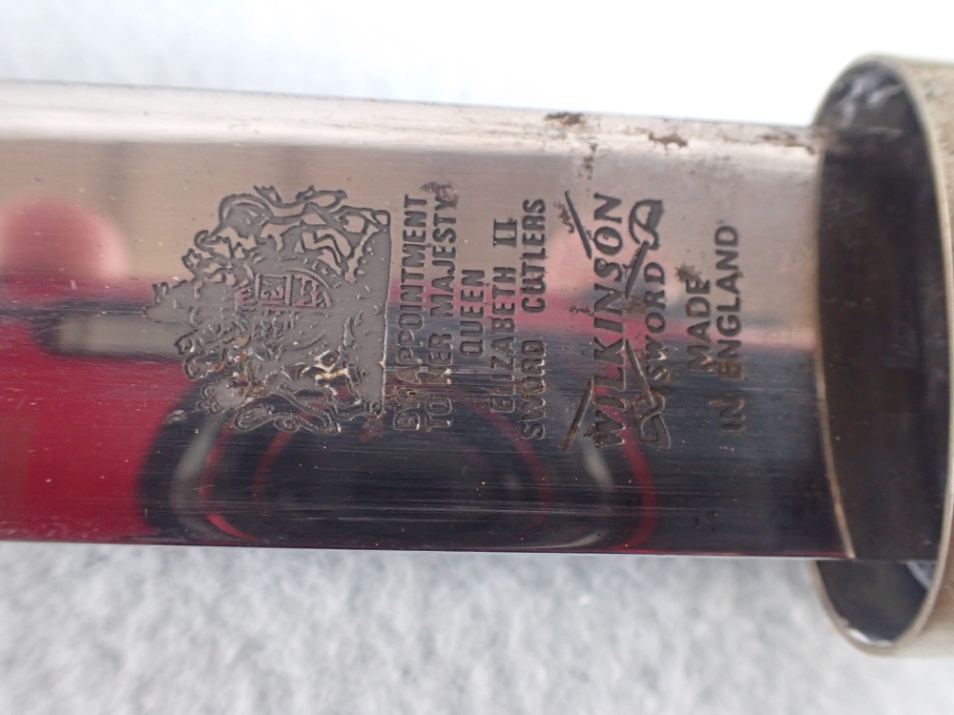 BY APPOINTMENT
TO HER MAJESTY
QUEEN
ELIZABETH II
SWORD CUTLERS
WILKINSON
SWORD
MADE
IN ENGLAND